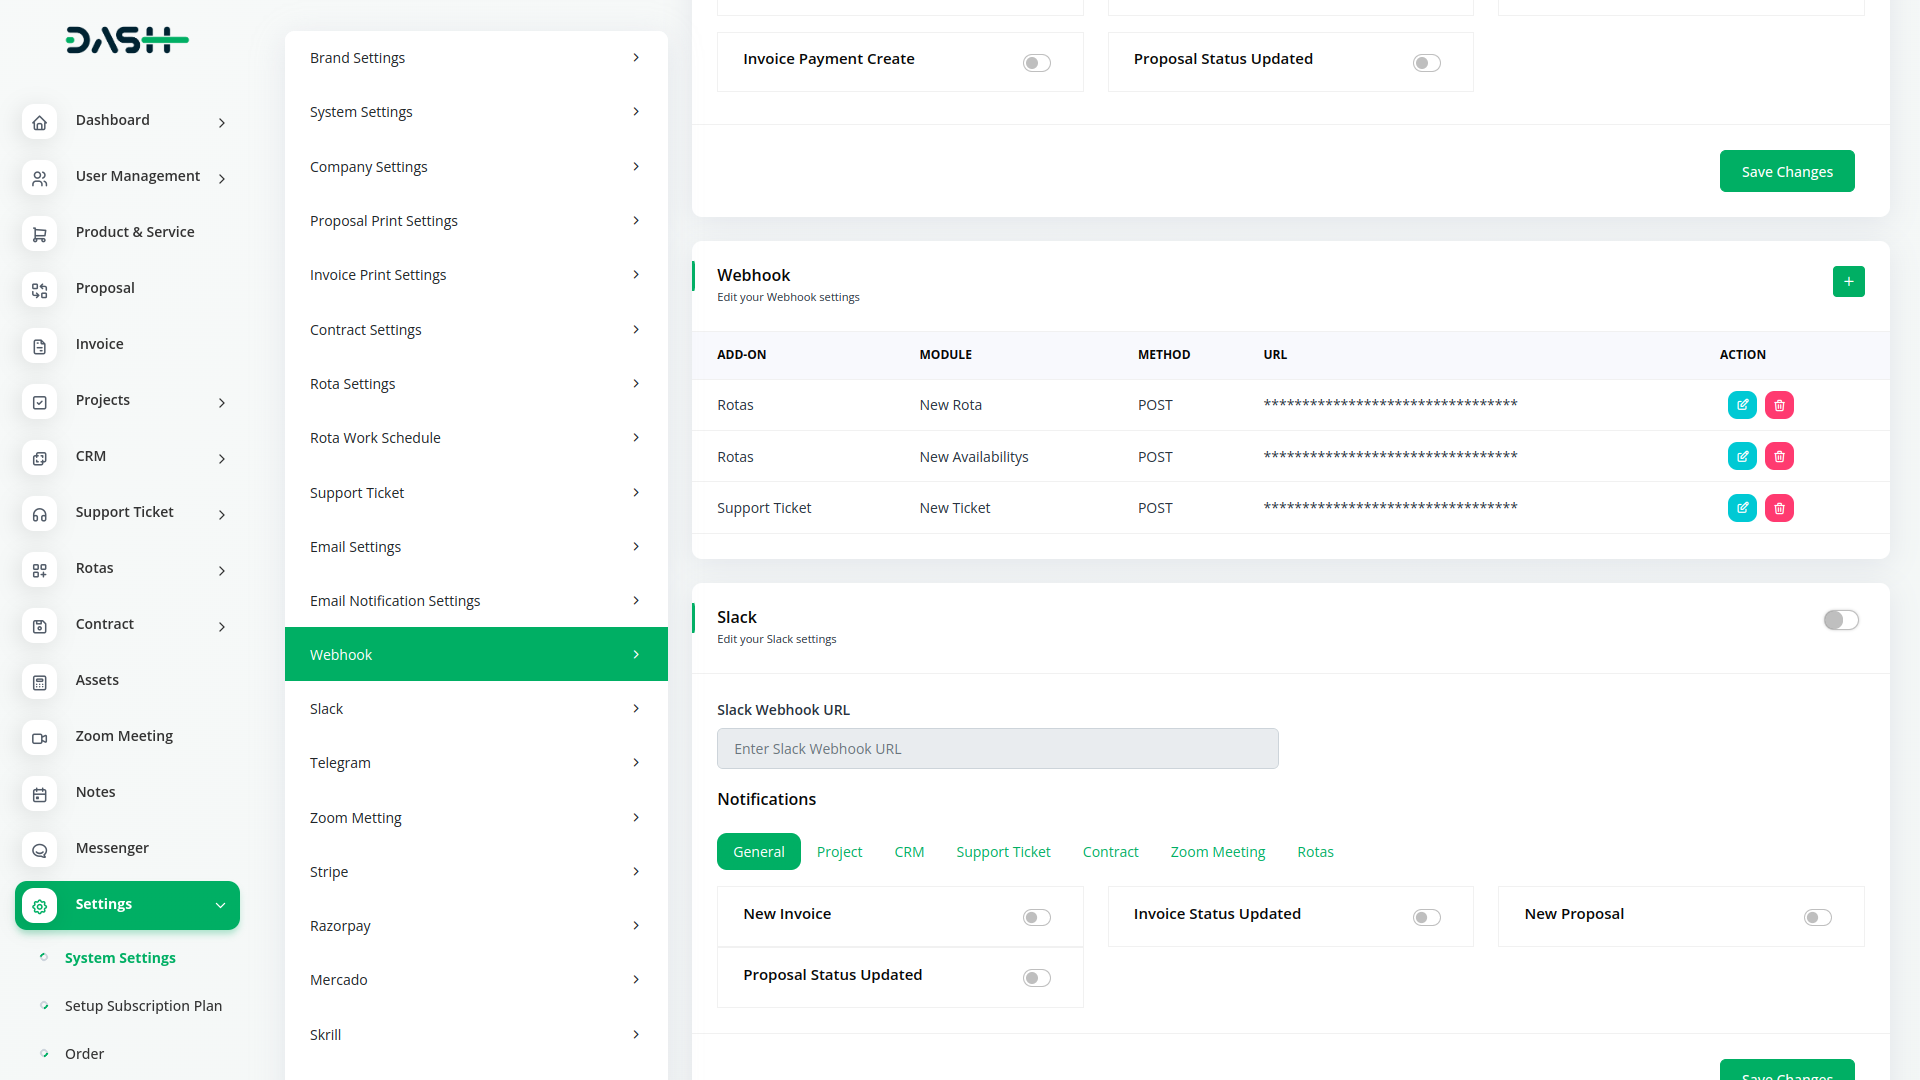 DASH
Dashboard
User Management
Product & Service
Proposal
Invoice
Projects
CRM
Support Ticket
Rotas
Contract
Assets
Zoom Meeting
Notes
Messenger
Settings
System Settings
Setup Subscription Plan
Order
Brand Settings
System Settings
Company Settings
Proposal Print Settings
Invoice Print Settings
Contract Settings
Rota Settings
Rota Work Schedule
Support Ticket
Email Settings
Email Notification Settings
Webhook
Slack
Telegram
Zoom Metting
Stripe
Razorpay
Mercado
Skrill
Invoice Payment Create Proposal Status Updated
Save Changes
Webhook
Edit your Webhook settings
+
ADD-ON MODULE METHOD URL ACTION
Rotas New Rota POST *********************************
Rotas New Availabilitys POST *********************************
Support Ticket New Ticket POST *********************************
Slack
Edit your Slack settings
Slack Webhook URL
Enter Slack Webhook URL
Notifications
General Project CRM Support Ticket Contract Zoom Meeting Rotas
New Invoice Invoice Status Updated New Proposal
Proposal Status Updated
Save Changes